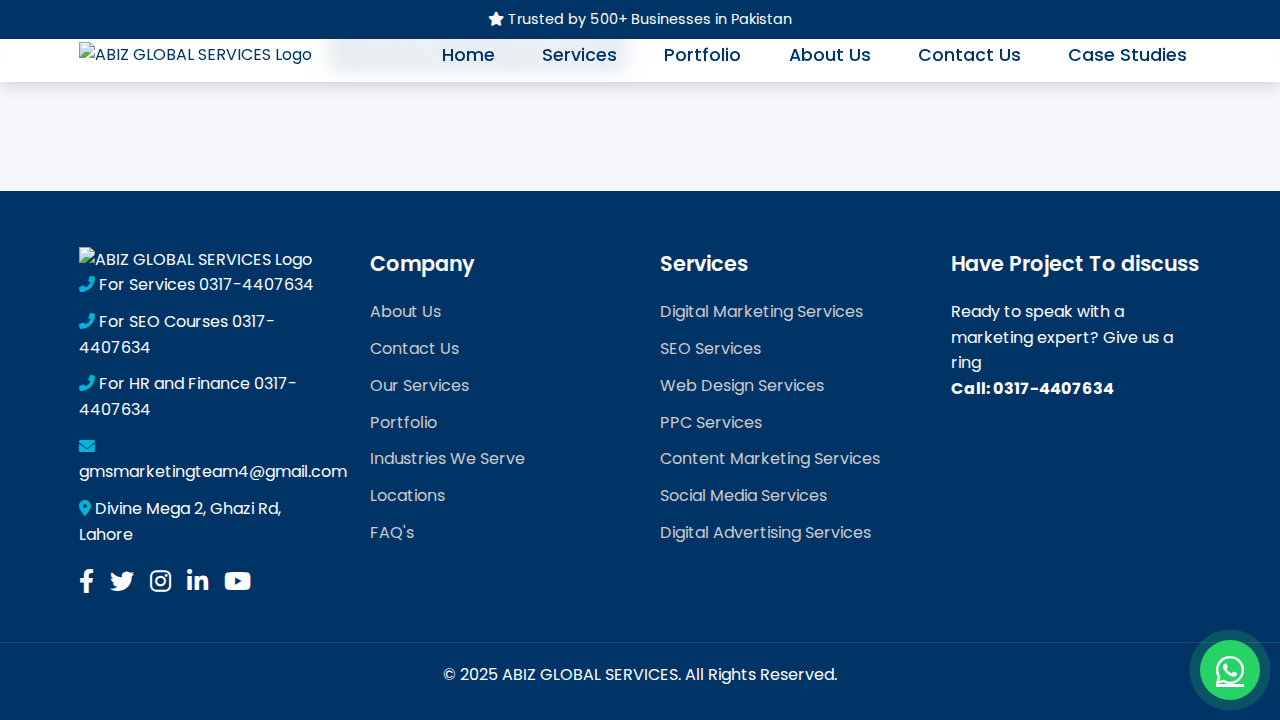 Trusted by 500+ Businesses in Pakistan
ABIZ GLOBAL SERVICES Logo
Home
Services
Portfolio
About Us
Contact Us
Case Studies
ABIZ GLOBAL SERVICES Logo
For Services 0317-4407634
For SEO Courses 0317-
4407634
For HR and Finance 0317-
4407634
gmsmarketingteam4@gmail.com
Divine Mega 2, Ghazi Rd,
Lahore
Company
About Us
Contact Us
Our Services
Portfolio
Industries We Serve
Locations
FAQ's
Services
Digital Marketing Services
SEO Services
Web Design Services
PPC Services
Content Marketing Services
Social Media Services
Digital Advertising Services
Have Project To discuss
Ready to speak with a
marketing expert? Give us a
ring
Call: 0317-4407634
© 2025 ABIZ GLOBAL SERVICES. All Rights Reserved.